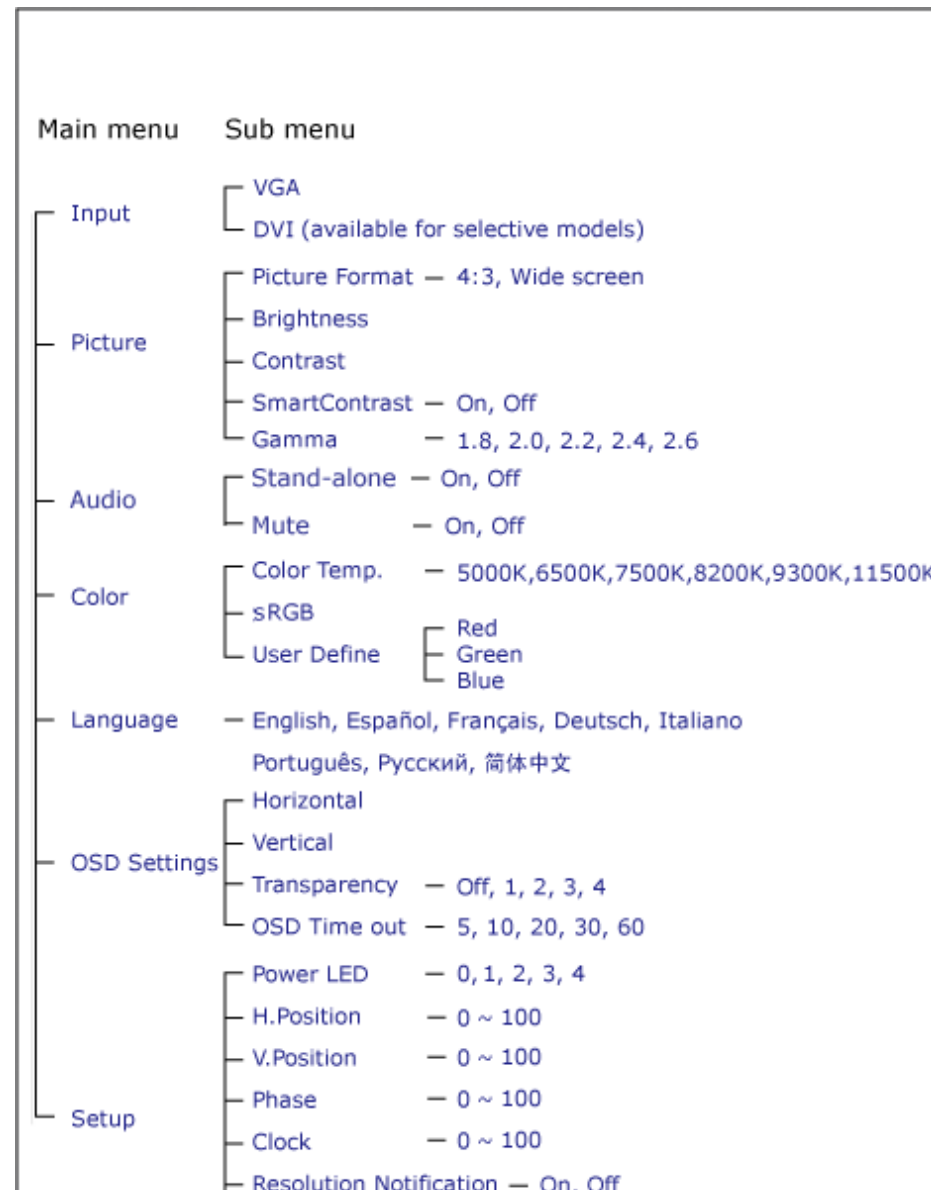 Main menu Sub menu
VGA
Input
DVI (available for selective models)
Picture Format — 4:3, Wide screen
Brightness
Picture
Contrast
SmartContrast — On, Off
Gamma — 1.8, 2.0, 2.2, 2.4, 2.6
Stand-alone — On, Off
Audio
Mute — On, Off
Color Temp. — 5000K,6500K,7500K,8200K,9300K,11500K
Color
sRGB
Red
User Define Green
Blue
Language — English, Español, Français, Deutsch, Italiano
Português, Русский, 简体中文
Horizontal
Vertical
OSD Settings
Transparency — Off, 1, 2, 3, 4
OSD Time out — 5, 10, 20, 30, 60
Power LED — 0, 1, 2, 3, 4
H.Position — 0 ~ 100
V.Position — 0 ~ 100
Phase — 0 ~ 100
Setup
Clock — 0 ~ 100
Resolution Notification — On, Off